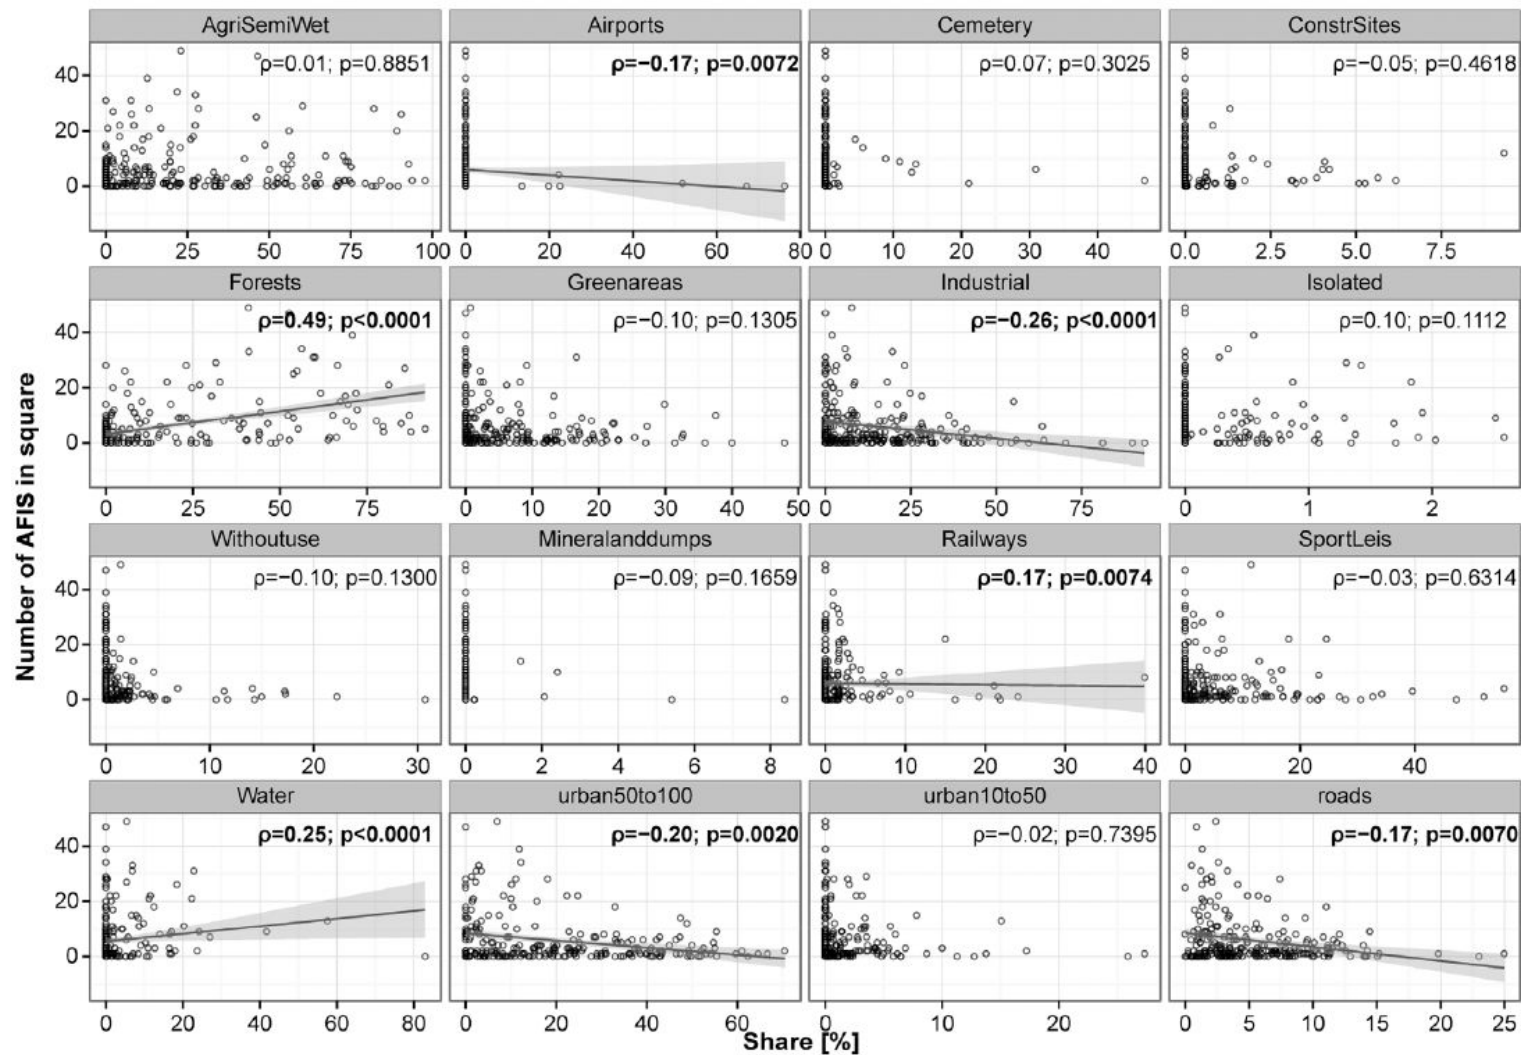 AgriSemiWet Airports Cemetery ConstrSites
ρ=0.01; p=0.8851 ρ=−0.17; p=0.0072 ρ=0.07; p=0.3025 ρ=−0.05; p=0.4618
40
20
0
0 25 50 75 100 0 20 40 60 80 0 10 20 30 40 0.0 2.5 5.0 7.5
Forests Greenareas Industrial Isolated
ρ=0.49; p<0.0001 ρ=−0.10; p=0.1305 ρ=−0.26; p<0.0001 ρ=0.10; p=0.1112
40
20
0
0 25 50 75 0 10 20 30 40 50 0 25 50 75 0 1 2
Number of AFIS in square
Withoutuse Mineralanddumps Railways SportLeis
ρ=−0.10; p=0.1300 ρ=−0.09; p=0.1659 ρ=0.17; p=0.0074 ρ=−0.03; p=0.6314
40
20
0
0 10 20 30 0 2 4 6 8 0 10 20 30 40 0 20 40
Water urban50to100 urban10to50 roads
ρ=0.25; p<0.0001 ρ=−0.20; p=0.0020 ρ=−0.02; p=0.7395 ρ=−0.17; p=0.0070
40
20
0
0 20 40 60 80 0 20 40 60 0 10 20 0 5 10 15 20 25
Share [%]